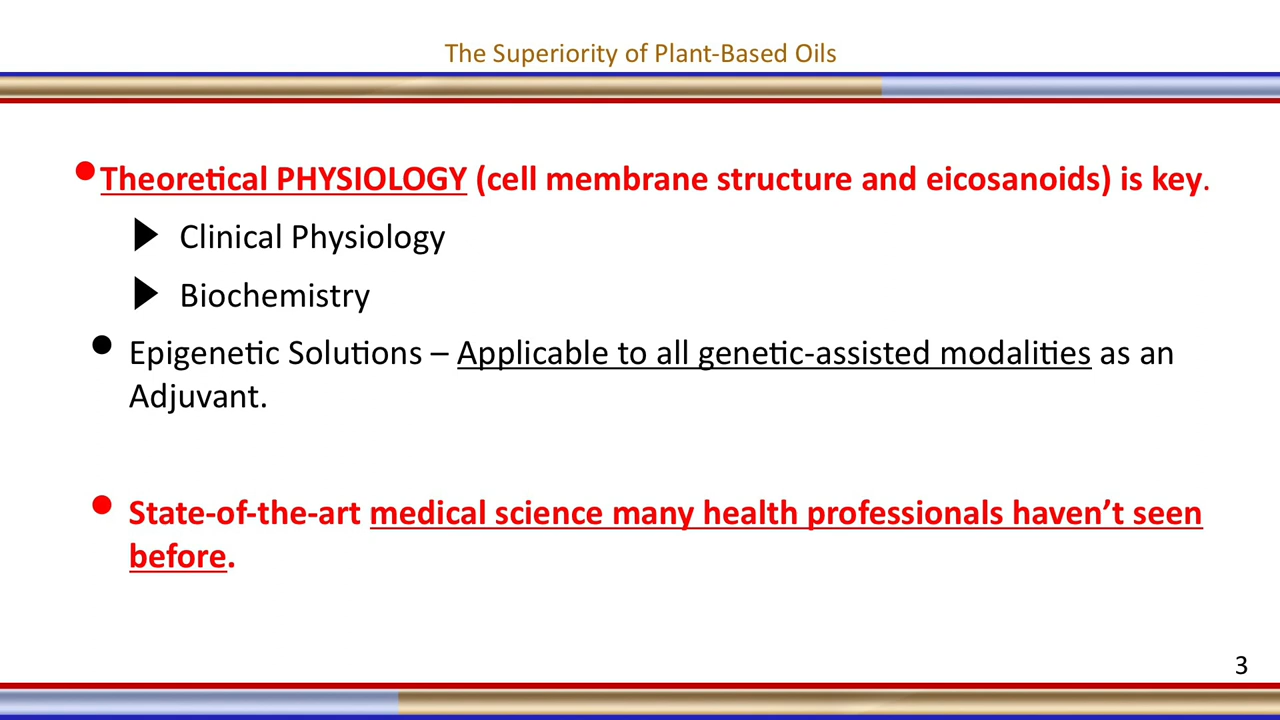 The Superiority of Plant-Based Oils
• Theoretical PHYSIOLOGY (cell membrane structure and eicosanoids) is key.
▶ Clinical Physiology
▶ Biochemistry
• Epigenetic Solutions – Applicable to all genetic-assisted modalities as an
Adjuvant.
• State-of-the-art medical science many health professionals haven’t seen
before.
3